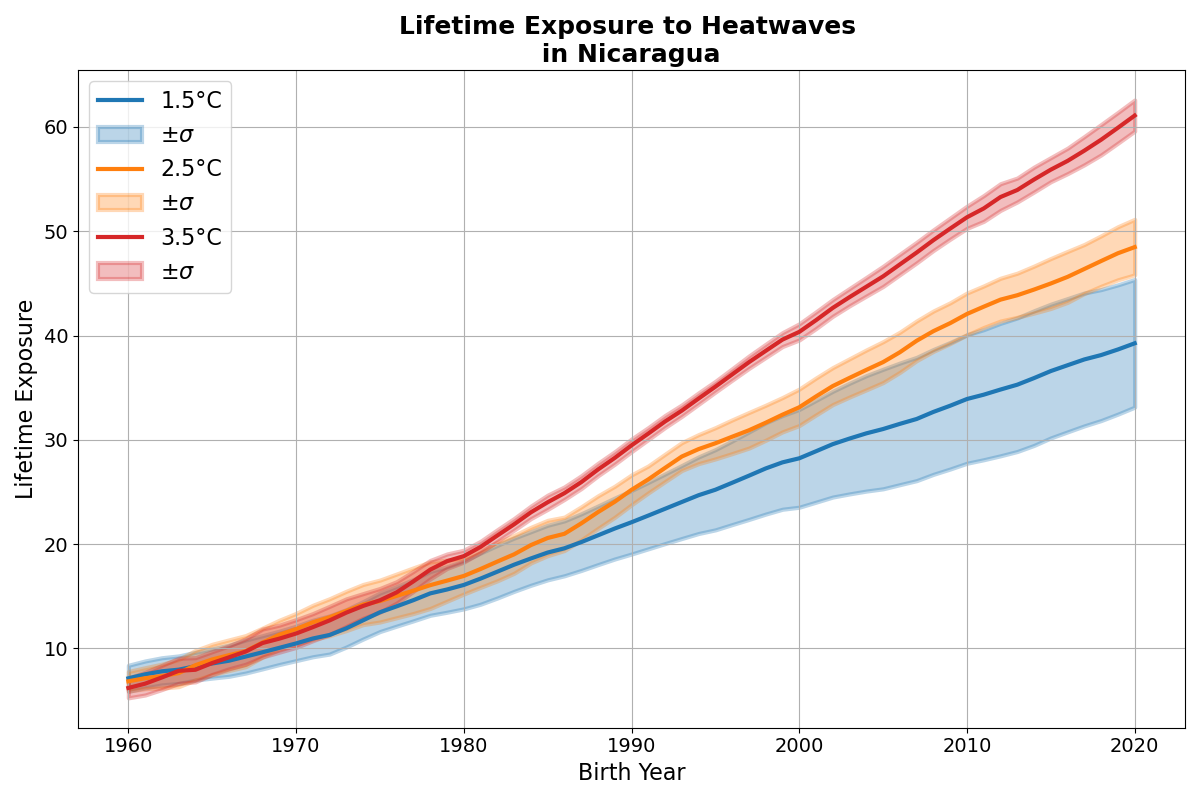 Lifetime Exposure to Heatwaves
in Nicaragua
1.5°C
±σ
2.5°C
±σ
3.5°C
±σ
Lifetime Exposure
60
50
40
30
20
10
1960 1970 1980 1990 2000 2010 2020
Birth Year